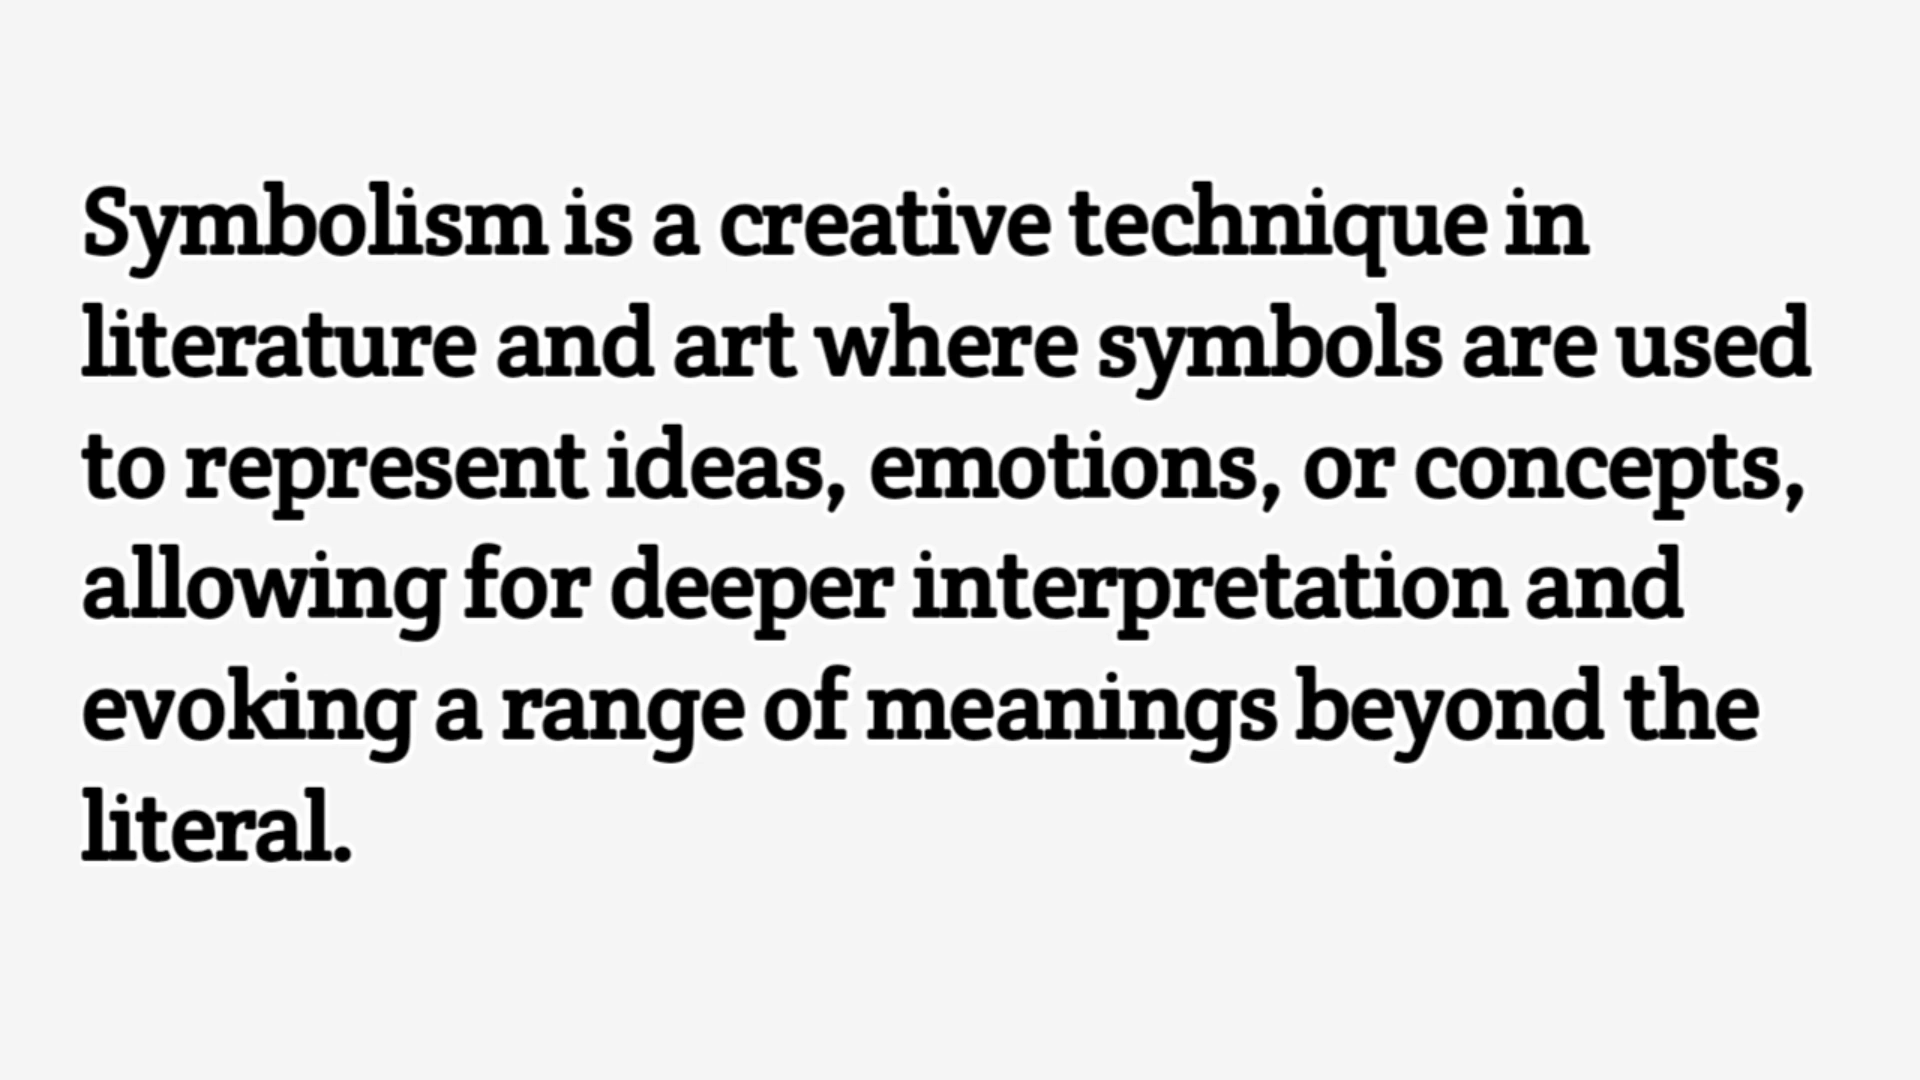 Symbolism is a creative technique in
literature and art where symbols are used
to represent ideas, emotions, or concepts,
allowing for deeper interpretation and
evoking a range of meanings beyond the
literal.